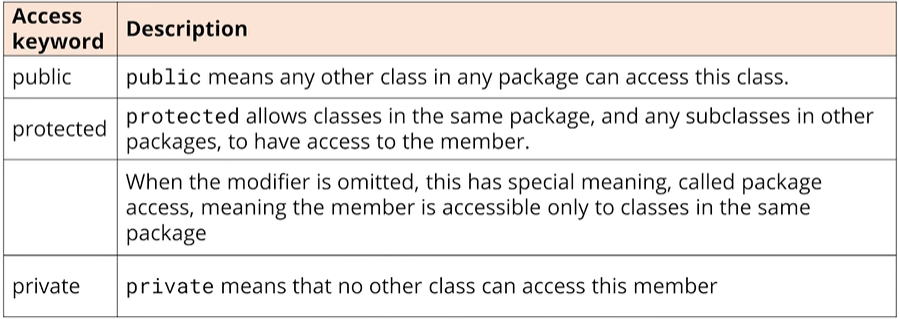 Access
keyword
Description
public
public means any other class in any package can access this class.
protected
protected allows classes in the same package, and any subclasses in other
packages, to have access to the member.
When the modifier is omitted, this has special meaning, called package
access, meaning the member is accessible only to classes in the same
package
private
private means that no other class can access this member